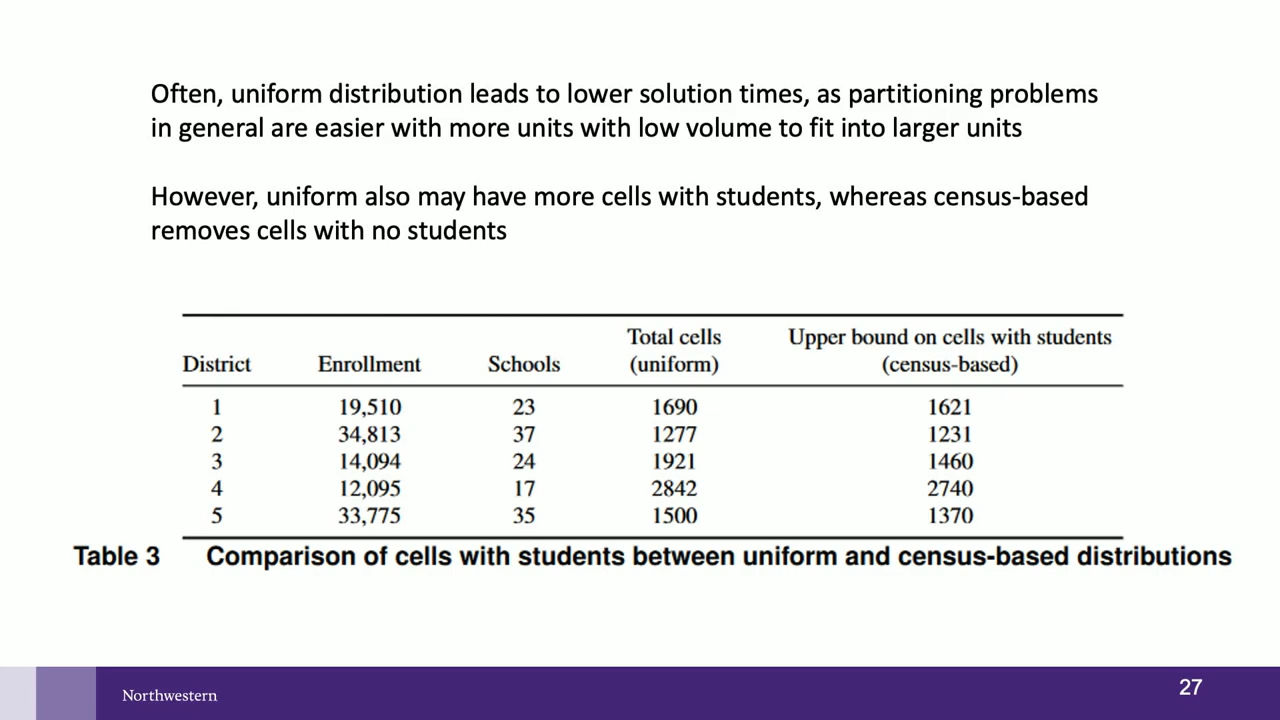 Often, uniform distribution leads to lower solution times, as partitioning problems
in general are easier with more units with low volume to fit into larger units
However, uniform also may have more cells with students, whereas census-based
removes cells with no students
Total cells Upper bound on cells with students
District Enrollment Schools (uniform) (census-based)
1 19,510 23 1690 1621
2 34,813 37 1277 1231
3 14,094 24 1921 1460
4 12,095 17 2842 2740
5 33,775 35 1500 1370
Table 3 Comparison of cells with students between uniform and census-based distributions
Northwestern 27